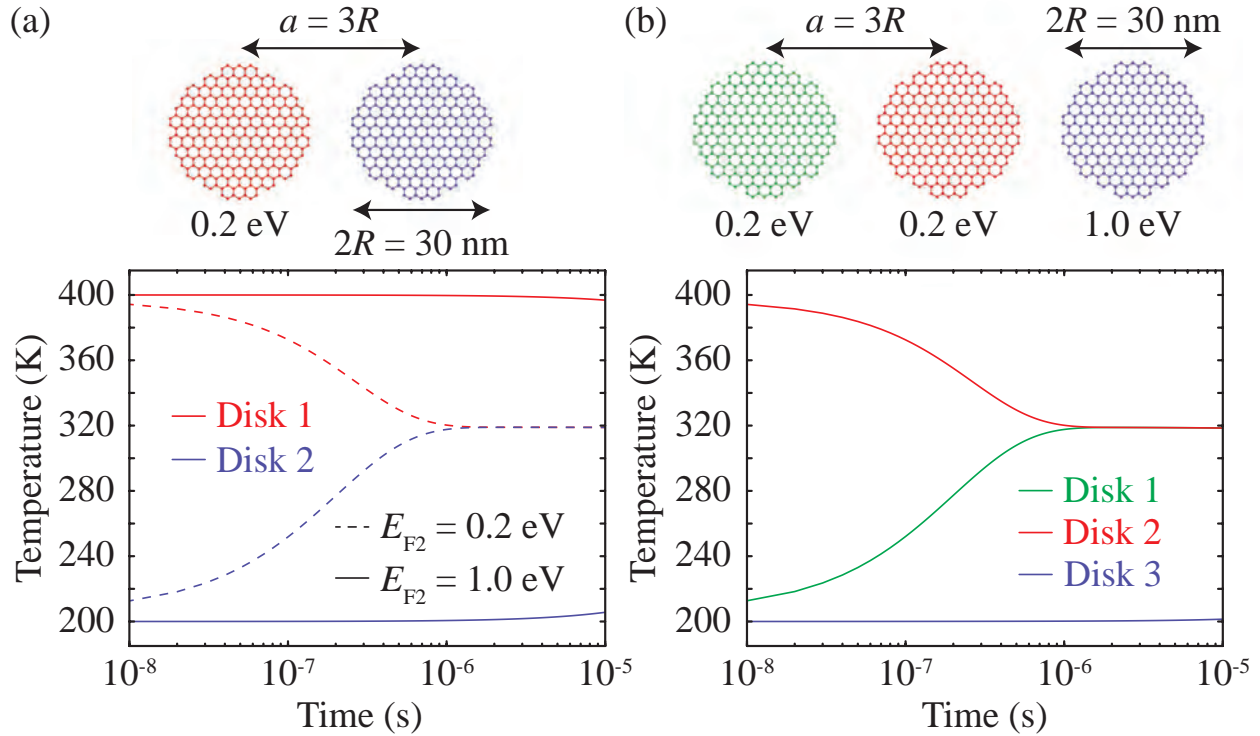 (a)
a = 3R
0.2 eV
2R = 30 nm
Temperature (K)
400
360
320
280
240
200
Disk 1
Disk 2
E_F2 = 0.2 eV
E_F2 = 1.0 eV
10^-8
10^-7
10^-6
10^-5
Time (s)
(b)
a = 3R
2R = 30 nm
0.2 eV
0.2 eV
1.0 eV
Temperature (K)
400
360
320
280
240
200
Disk 1
Disk 2
Disk 3
10^-8
10^-7
10^-6
10^-5
Time (s)